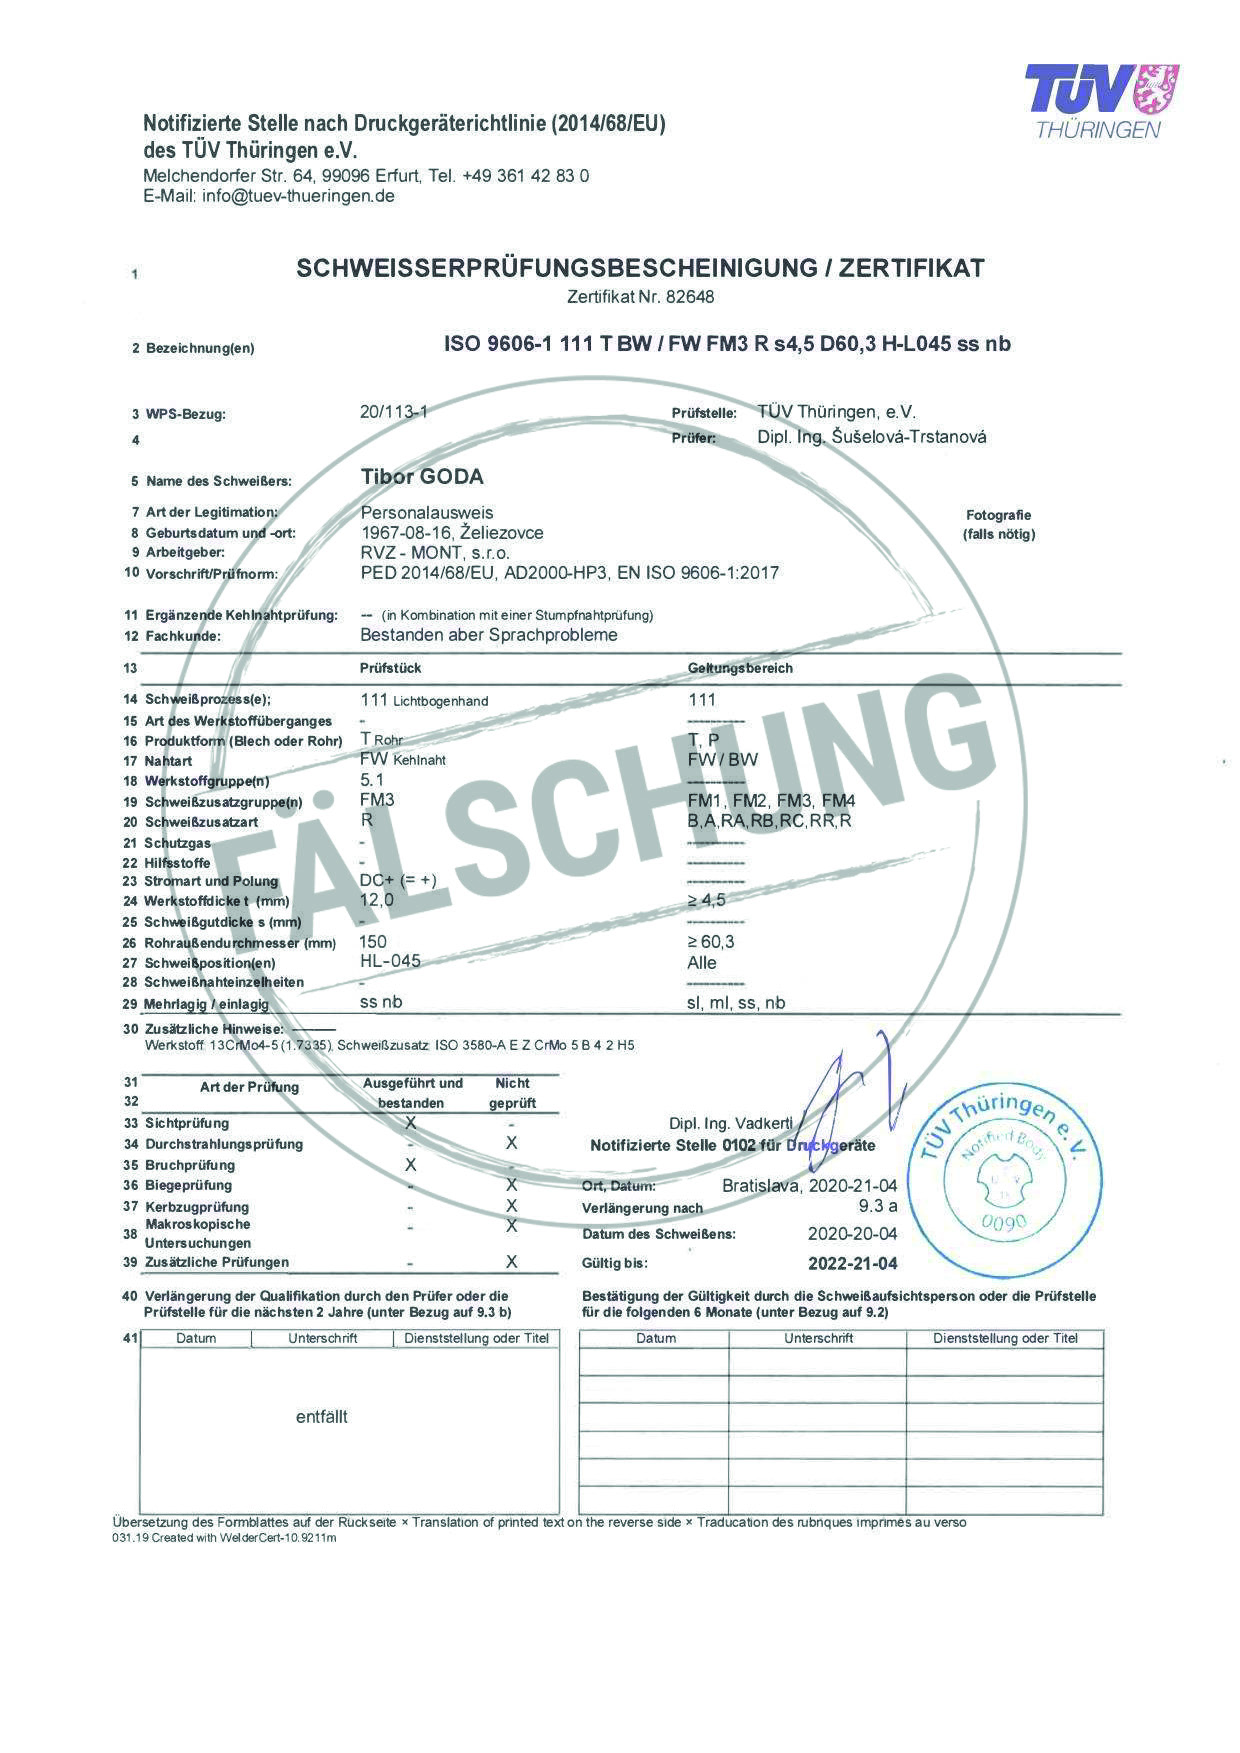 TÜV
THÜRINGEN
Notifizierte Stelle nach Druckgeräterichtlinie (2014/68/EU)
des TÜV Thüringen e.V.
Melchendorfer Str. 64, 99096 Erfurt, Tel. +49 361 42 83 0
E-Mail: info@tuev-thueringen.de
1 SCHWEISSERPRÜFUNGSBESCHEINIGUNG / ZERTIFIKAT
Zertifikat Nr. 82648
2 Bezeichnung(en) ISO 9606-1 111 T BW / FW FM3 R s4,5 D60,3 H-L045 ss nb
3 WPS-Bezug: 20/113-1 Prüfstelle: TÜV Thüringen, e.V.
4 Prüfer: Dipl. Ing. Šušelová-Trstanová
5 Name des Schweißers: Tibor GODA
7 Art der Legitimation: Personalausweis Fotografie
8 Geburtsdatum und -ort: 1967-08-16, Želiezovce (falls nötig)
9 Arbeitgeber: RVZ - MONT, s.r.o.
10 Vorschrift/Prüfnorm: PED 2014/68/EU, AD2000-HP3, EN ISO 9606-1:2017
11 Ergänzende Kehlnahtprüfung: -- (in Kombination mit einer Stumpfnahtprüfung)
12 Fachkunde: Bestanden aber Sprachprobleme
13 Prüfstück Geltungsbereich
14 Schweißprozess(e); 111 Lichtbogenhand 111
15 Art des Werkstoffüberganges - ----------
16 Produktform (Blech oder Rohr) T Rohr T, P
17 Nahtart FW Kehlnaht FW / BW
18 Werkstoffgruppe(n) 5.1 ----------
19 Schweißzusatzgruppe(n) FM3 FM1, FM2, FM3, FM4
20 Schweißzusatzart R B,A,RA,RB,RC,RR,R
21 Schutzgas - ----------
22 Hilfsstoffe - ----------
23 Stromart und Polung DC+ (= +) ----------
24 Werkstoffdicke t (mm) 12,0 ≥ 4,5
25 Schweißgutdicke s (mm) - ----------
26 Rohraußendurchmesser (mm) 150 ≥ 60,3
27 Schweißposition(en) HL-045 Alle
28 Schweißnahteinzelheiten - ----------
29 Mehrlagig / einlagig ss nb sl, ml, ss, nb
FÄLSCHUNG
30 Zusätzliche Hinweise: ———
Werkstoff: 13CrMo4-5 (1.7335), Schweißzusatz: ISO 3580-A E Z CrMo 5 B 4 2 H5
31 Art der Prüfung Ausgeführt und Nicht
32 bestanden geprüft
33 Sichtprüfung X -
34 Durchstrahlungsprüfung - X
35 Bruchprüfung X -
36 Biegeprüfung - X
37 Kerbzugprüfung - X
38 Makroskopische - X
Untersuchungen
39 Zusätzliche Prüfungen - X
Dipl. Ing. Vadkerti
Notifizierte Stelle 0102 für Druckgeräte
Ort, Datum: Bratislava, 2020-21-04
Verlängerung nach 9.3 a
Datum des Schweißens: 2020-20-04
Gültig bis: 2022-21-04
TÜV Thüringen e. V.
Notified Body
0090
40 Verlängerung der Qualifikation durch den Prüfer oder die
Prüfstelle für die nächsten 2 Jahre (unter Bezug auf 9.3 b)
Bestätigung der Gültigkeit durch die Schweißaufsichtsperson oder die Prüfstelle
für die folgenden 6 Monate (unter Bezug auf 9.2)
41 Datum Unterschrift Dienststellung oder Titel
Datum Unterschrift Dienststellung oder Titel
entfällt
Übersetzung des Formblattes auf der Rückseite × Translation of printed text on the reverse side × Traducation des rubriques imprimés au verso
031.19 Created with WelderCert-10.9211m